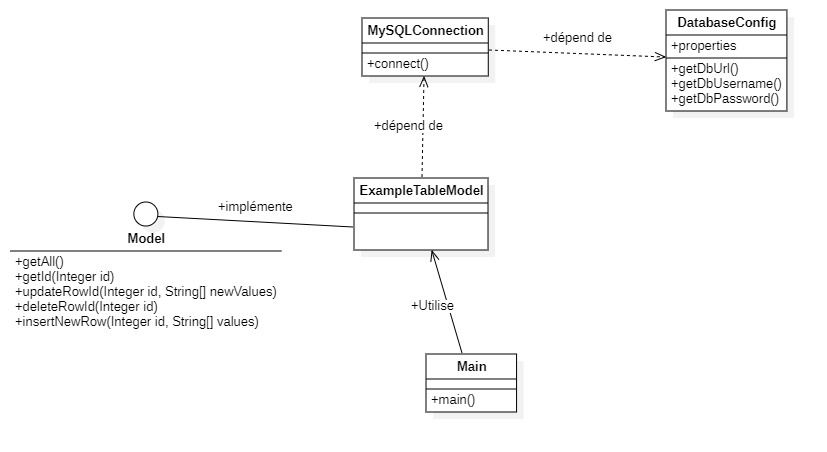 MySQLConnection
+connect()
+dépend de
DatabaseConfig
+properties
+getDbUrl()
+getDbUsername()
+getDbPassword()
+dépend de
ExampleTableModel
+implémente
Model
+getAll()
+getId(Integer id)
+updateRowId(Integer id, String[] newValues)
+deleteRowId(Integer id)
+insertNewRow(Integer id, String[] values)
+Utilise
Main
+main()